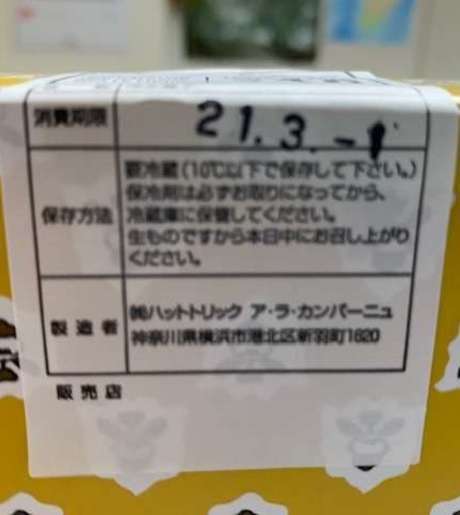 消費期限 21.3.-1
保存方法 要冷蔵(10℃以下で保存して下さい。)
保冷剤は必ずお取りになってから、
冷蔵庫に保管してください。
生ものですから本日中にお召し上がり
ください。
製造者 ㈱ハットトリック ア・ラ・カンパーニュ
神奈川県横浜市港北区新羽町1620
販売店